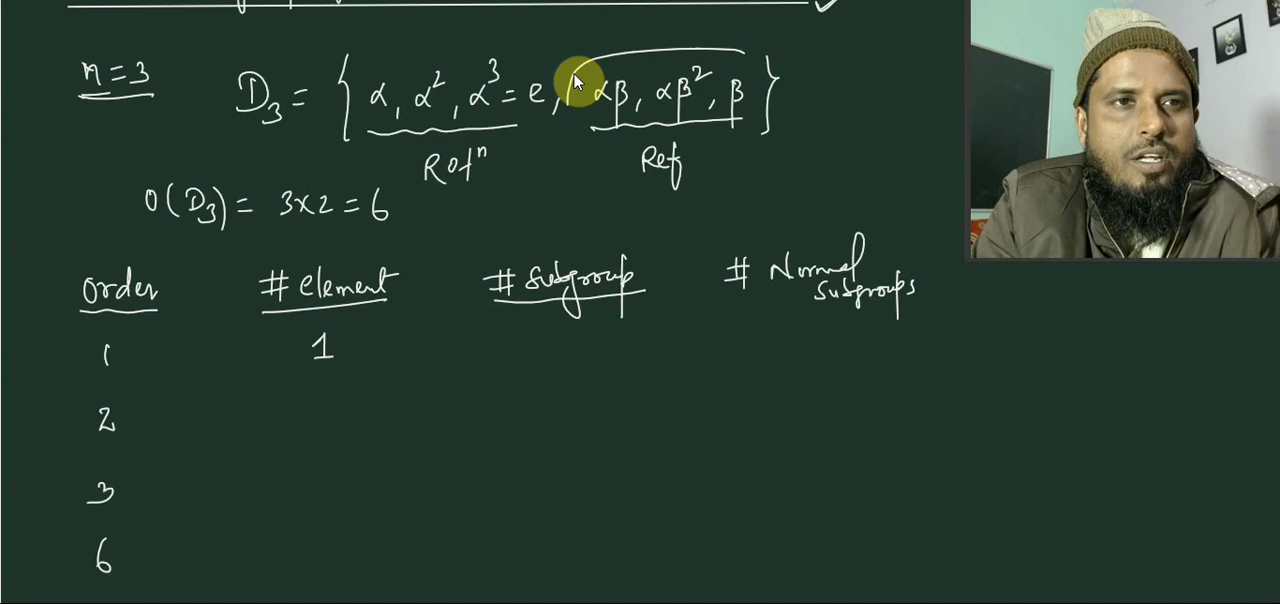 n=3 D₃ = { α, α², α³ = e, αβ, αβ², β }
Rotⁿ Ref
O(D₃) = 3×2 = 6
Order # element # Subgroup # Normal Subgroups
1 1
2
3
6